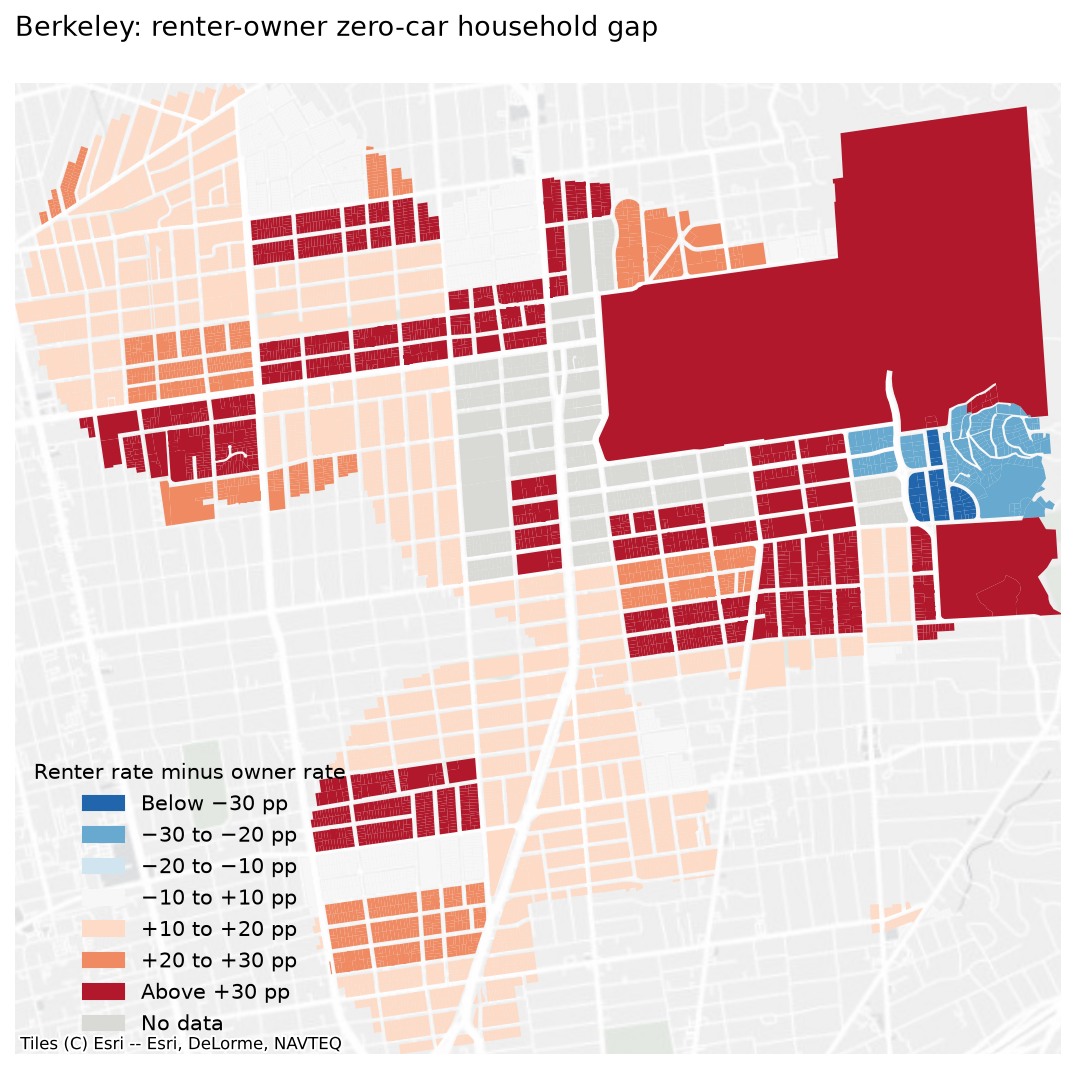 Berkeley: renter-owner zero-car household gap
Renter rate minus owner rate
Below −30 pp
−30 to −20 pp
−20 to −10 pp
−10 to +10 pp
+10 to +20 pp
+20 to +30 pp
Above +30 pp
No data
Tiles (C) Esri -- Esri, DeLorme, NAVTEQ